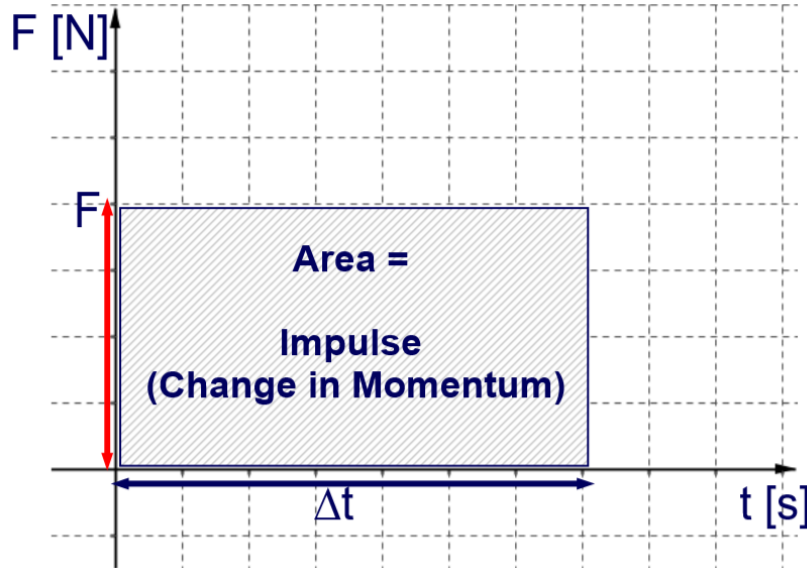 F [N]
F
Area =
Impulse
(Change in Momentum)
Δt
t [s]